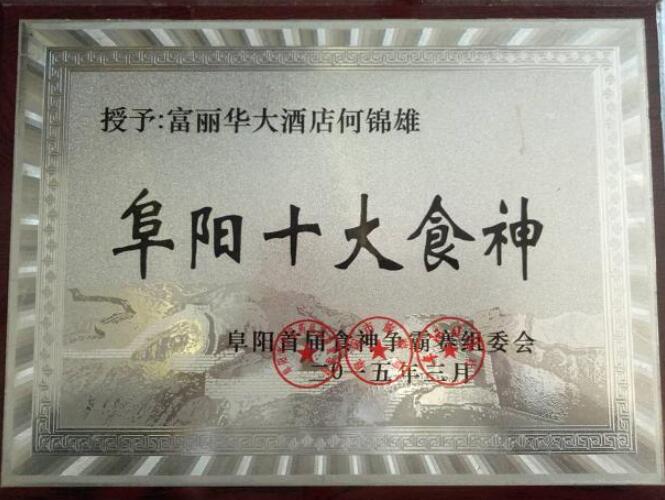 授予:富丽华大酒店何锦雄
阜阳十大食神
阜阳首届食神争霸赛组委会
二0一五年三月